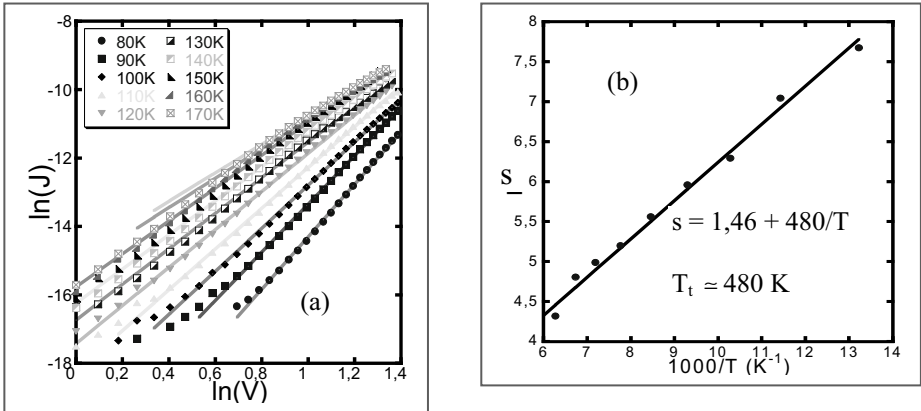 -8
-10
-12
-14
-16
-18
ln(J)
80K 130K
90K 140K
100K 150K
110K 160K
120K 170K
(a)
0 0,2 0,4 0,6 0,8 1 1,2 1,4
ln(V)
8
7,5
7
6,5
6
5,5
5
4,5
4
s
(b)
s = 1,46 + 480/T
Tt ≃ 480 K
6 7 8 9 10 11 12 13 14
1000/T (K⁻¹)